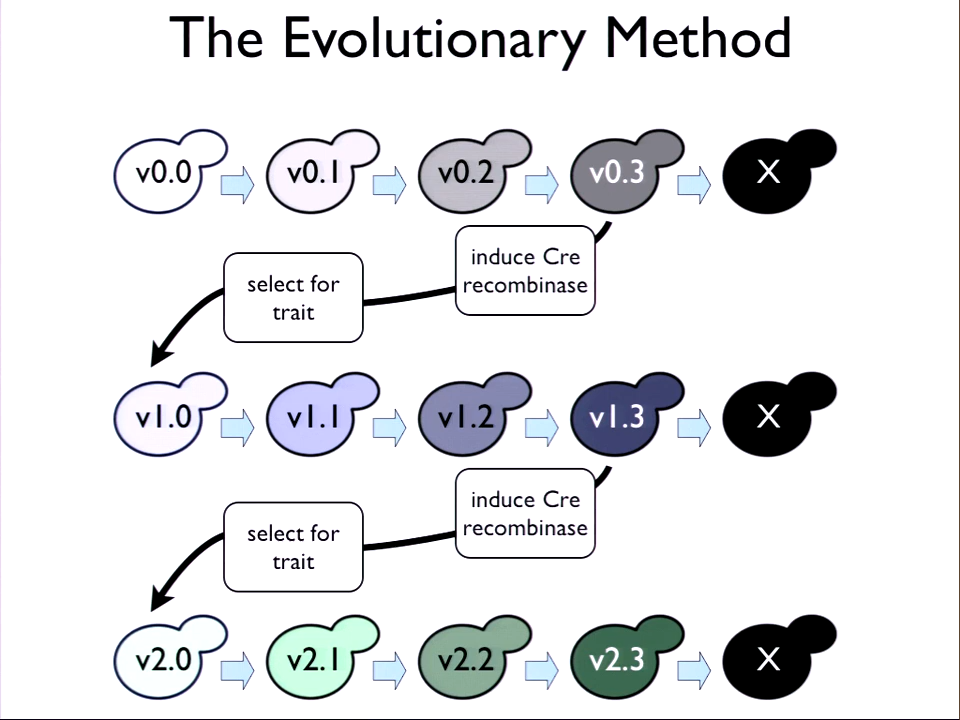 The Evolutionary Method
v0.0
v0.1
v0.2
v0.3
X
induce Cre
recombinase
select for
trait
v1.0
v1.1
v1.2
v1.3
X
induce Cre
recombinase
select for
trait
v2.0
v2.1
v2.2
v2.3
X